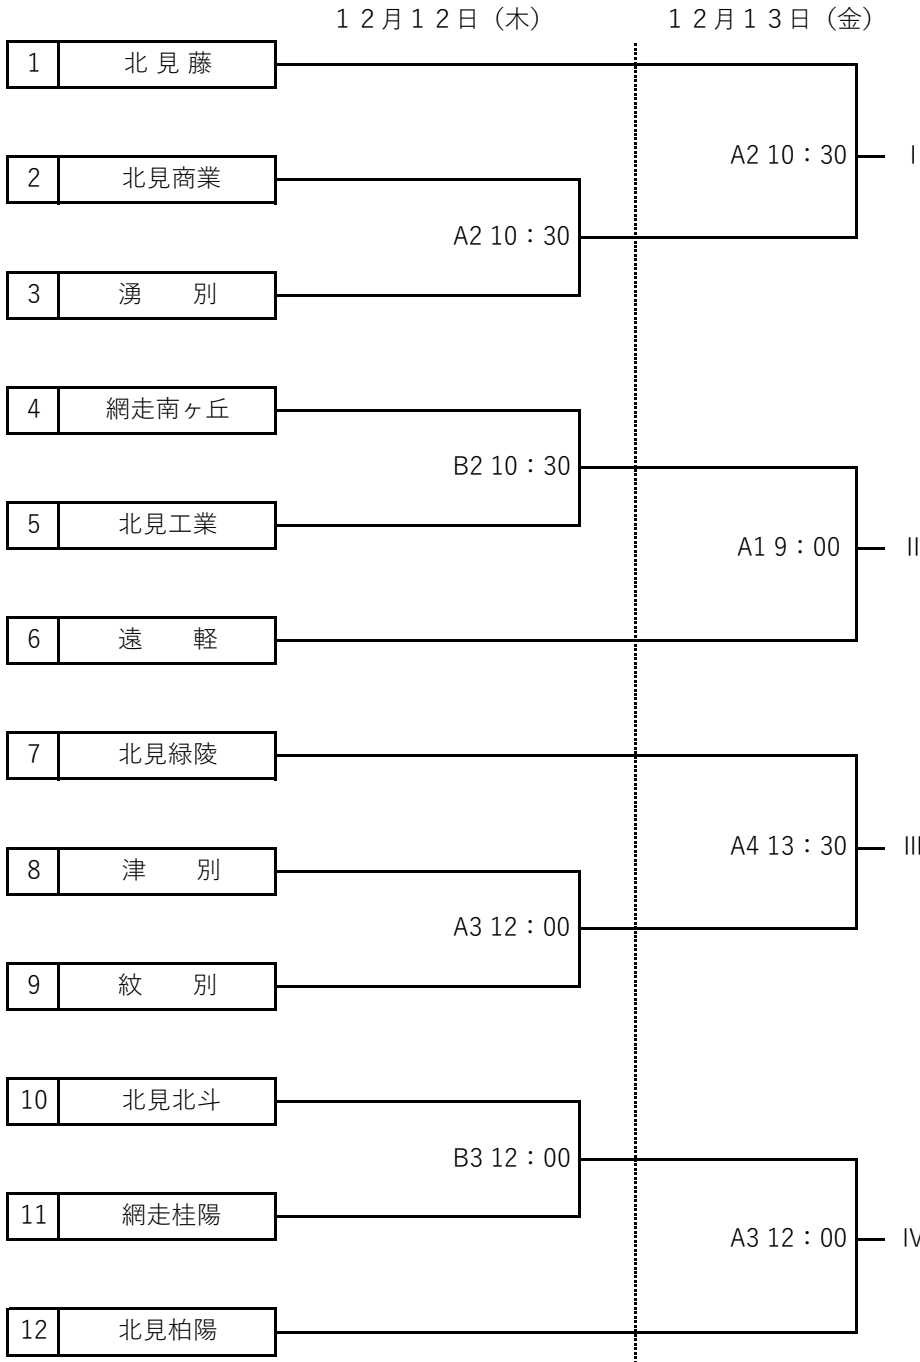 １２月１２日（木） １２月１３日（金）
1 北 見 藤
A2 10：30 I
2 北見商業
A2 10：30
3 湧　　別
4 網走南ヶ丘
B2 10：30
5 北見工業
A1 9：00 II
6 遠　　軽
7 北見緑陵
A4 13：30 III
8 津　　別
A3 12：00
9 紋　　別
10 北見北斗
B3 12：00
11 網走桂陽
A3 12：00 IV
12 北見柏陽